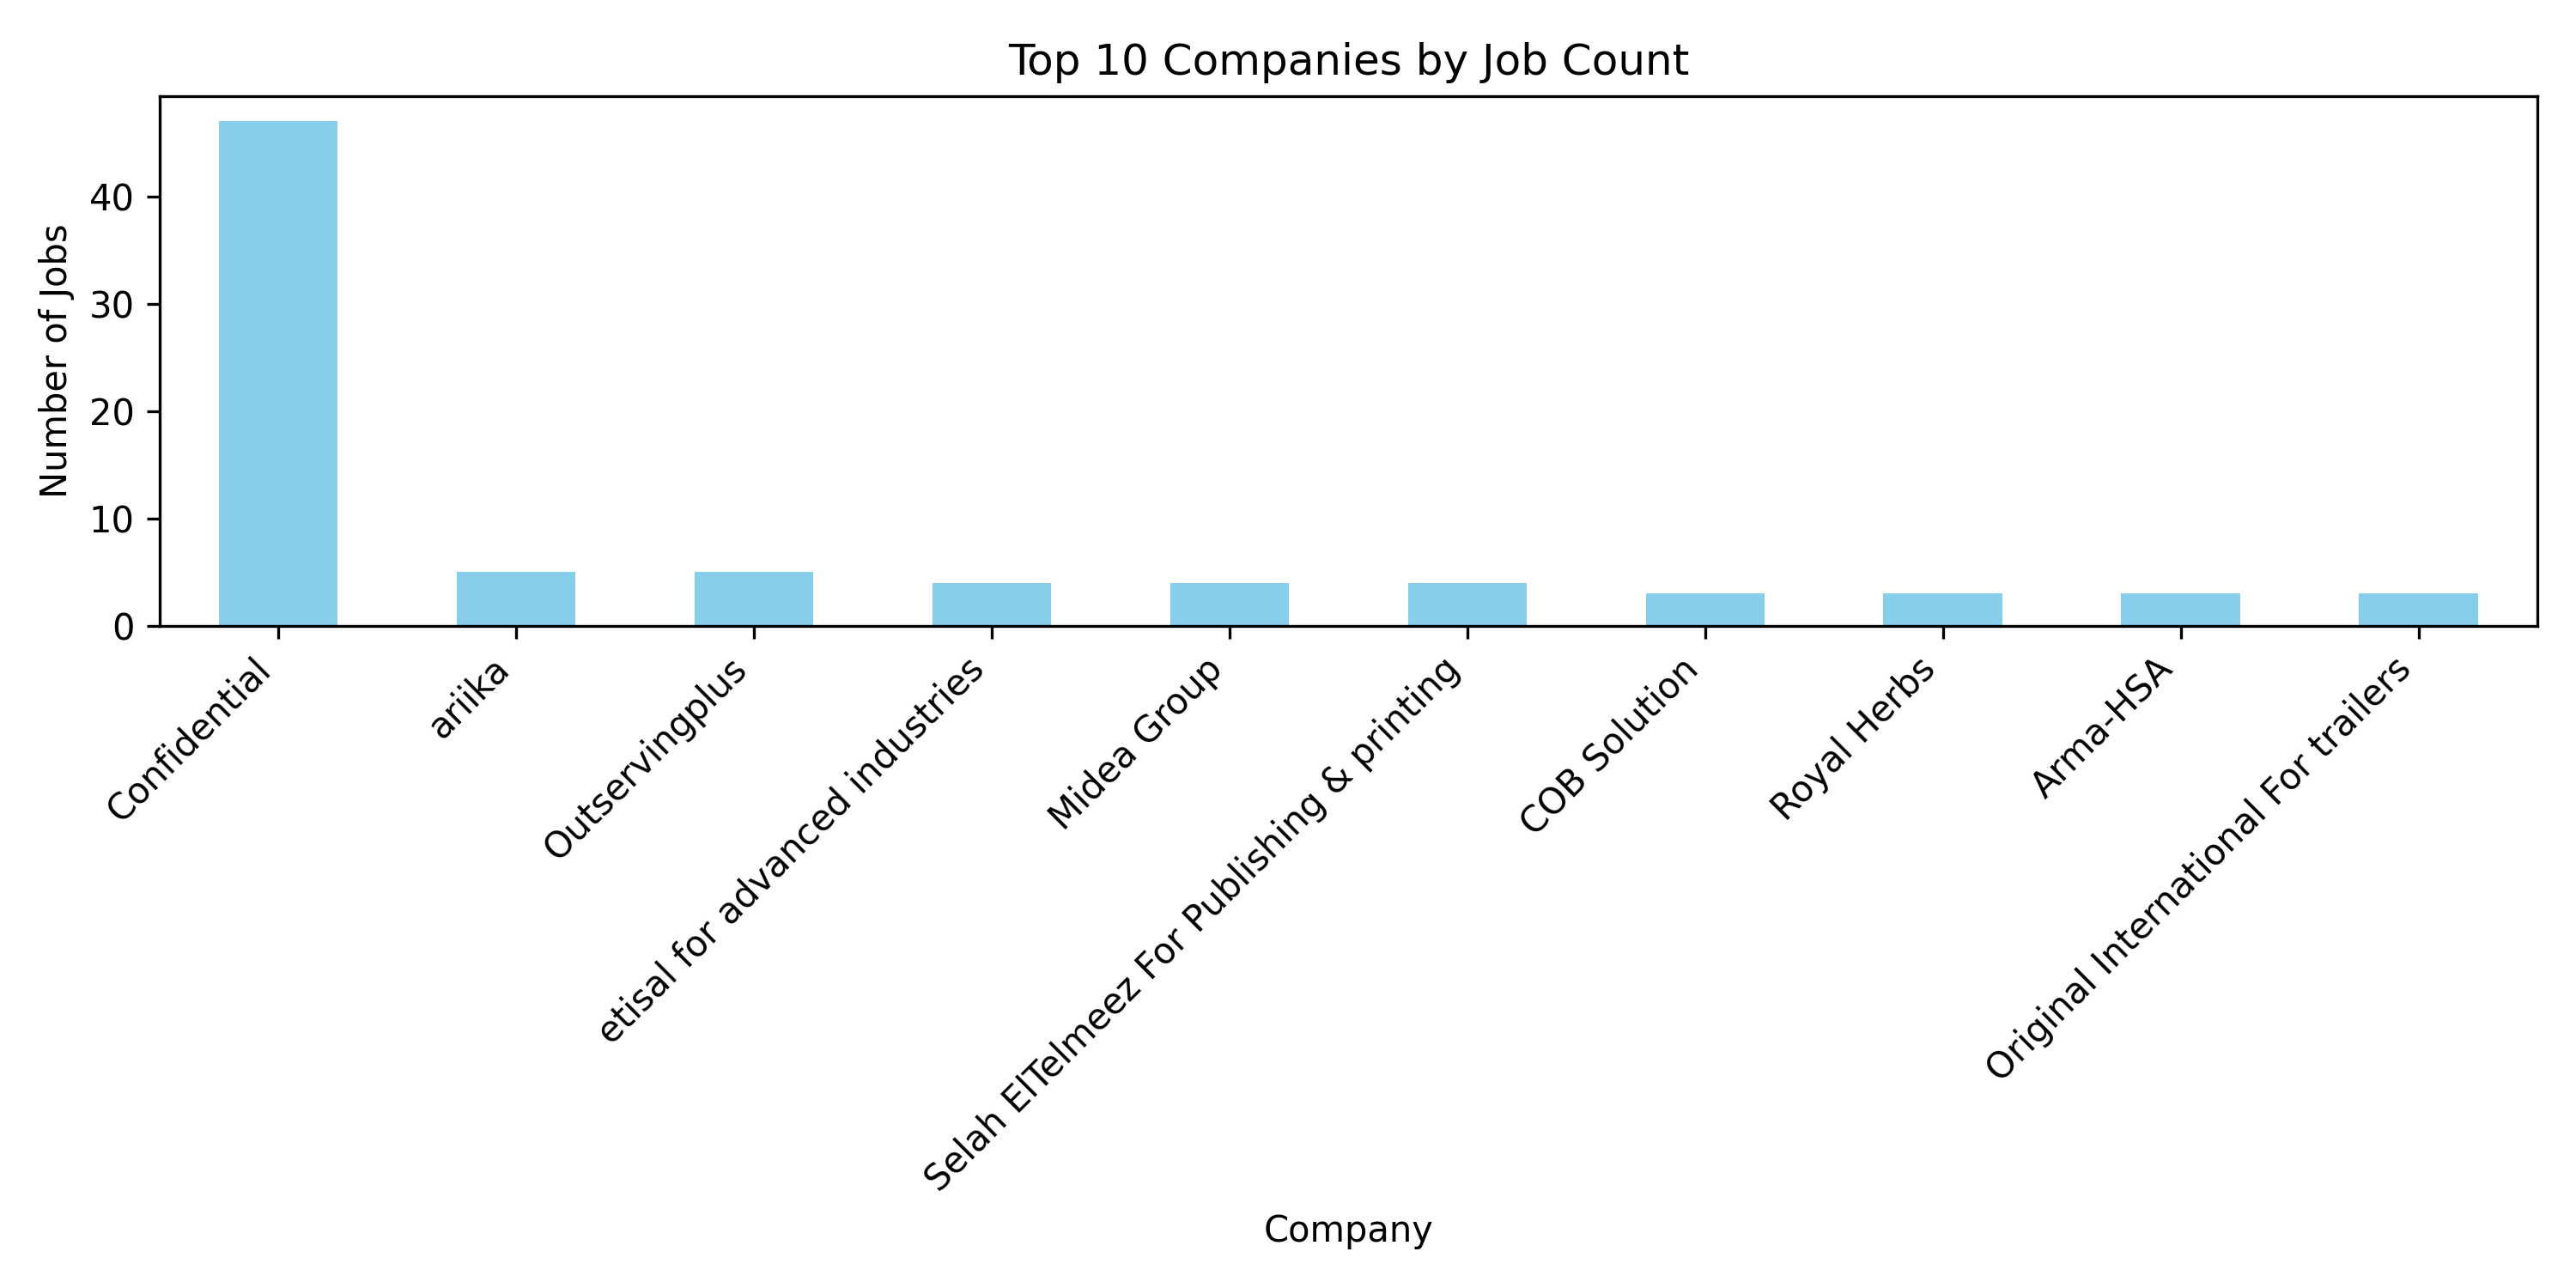 Top 10 Companies by Job Count
Number of Jobs
40
30
20
10
0
Confidential
ariika
Outservingplus
etisal for advanced industries
Midea Group
Selah ElTelmeez For Publishing & printing
COB Solution
Royal Herbs
Arma-HSA
Original International For trailers
Company